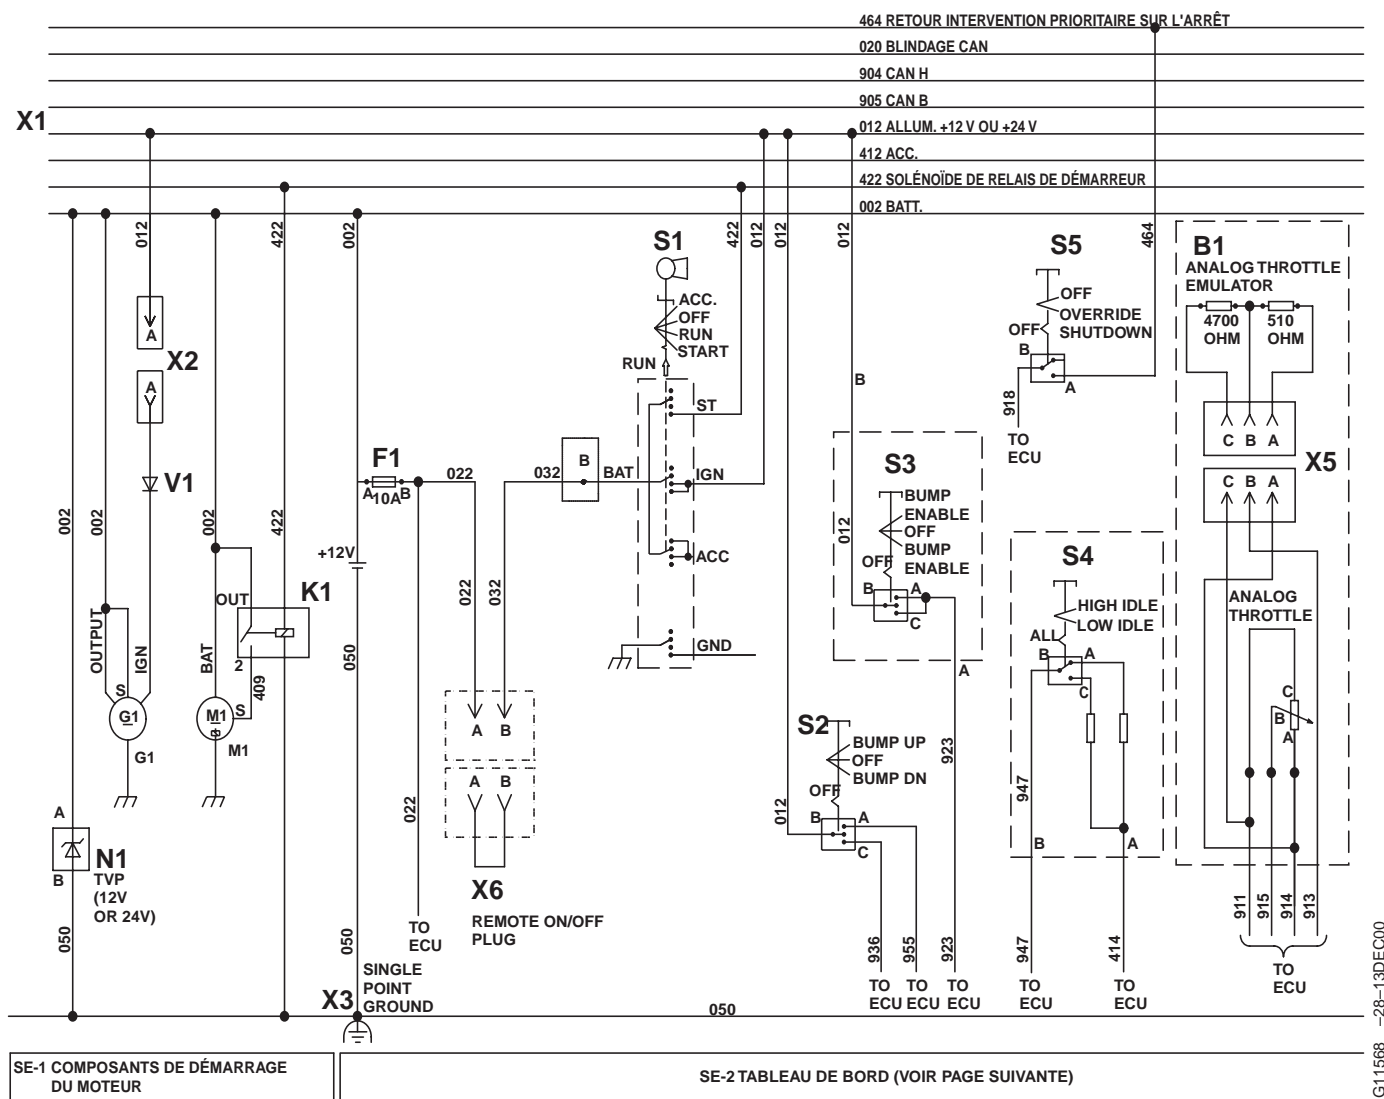 464 RETOUR INTERVENTION PRIORITAIRE SUR L'ARRÊT
020 BLINDAGE CAN
904 CAN H
905 CAN B
X1
012 ALLUM. +12 V OU +24 V
412 ACC.
422 SOLÉNOÏDE DE RELAIS DE DÉMARREUR
002 BATT.
012
422
002
422
012
012
012
464
A
X2
A
V1
002
002
002
422
OUTPUT
IGN
BAT
OUT
K1
2
409
S
G1
G1
S
M1
M1
A
N1
B
TVP
(12V
OR 24V)
050
+12V
050
050
F1
A
10A
B
022
022
032
022
032
B
BAT
A B
A B
X6
REMOTE ON/OFF
PLUG
TO
ECU
X3
SINGLE
POINT
GROUND
050
S1
ACC.
OFF
RUN
START
RUN
ST
IGN
ACC
GND
B
S3
BUMP
ENABLE
OFF
BUMP
ENABLE
OFF
012
B
A
C
A
923
923
TO
ECU
S2
BUMP UP
OFF
BUMP DN
OFF
012
B
A
C
936
TO
ECU
955
TO
ECU
S5
OFF
OVERRIDE
SHUTDOWN
OFF
B
A
918
TO
ECU
S4
HIGH IDLE
LOW IDLE
ALL
B
A
C
947
B
A
947
TO
ECU
414
TO
ECU
B1
ANALOG THROTTLE
EMULATOR
4700
OHM
510
OHM
C B A
X5
C B A
ANALOG
THROTTLE
C
B
A
911
915
914
913
TO
ECU
SE-1 COMPOSANTS DE DÉMARRAGE
DU MOTEUR
SE-2 TABLEAU DE BORD (VOIR PAGE SUIVANTE)
G11568 –28–13DEC00